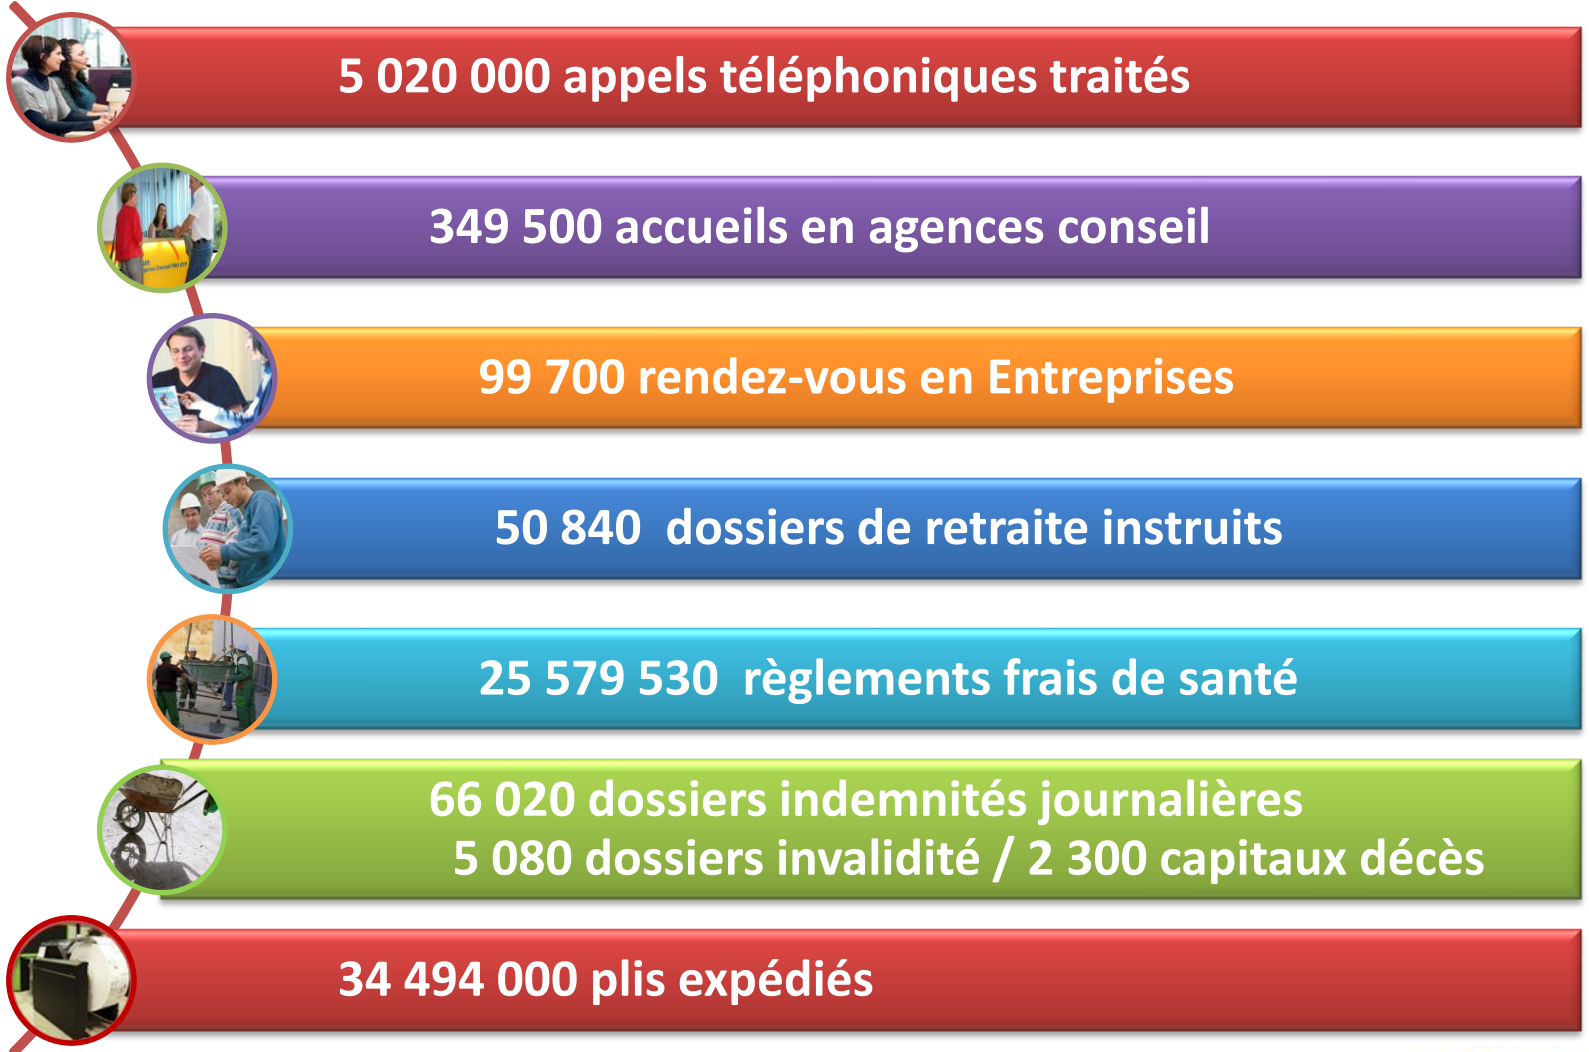 5 020 000 appels téléphoniques traités
349 500 accueils en agences conseil
99 700 rendez-vous en Entreprises
50 840  dossiers de retraite instruits
25 579 530  règlements frais de santé
66 020 dossiers indemnités journalières
5 080 dossiers invalidité / 2 300 capitaux décès
34 494 000 plis expédiés